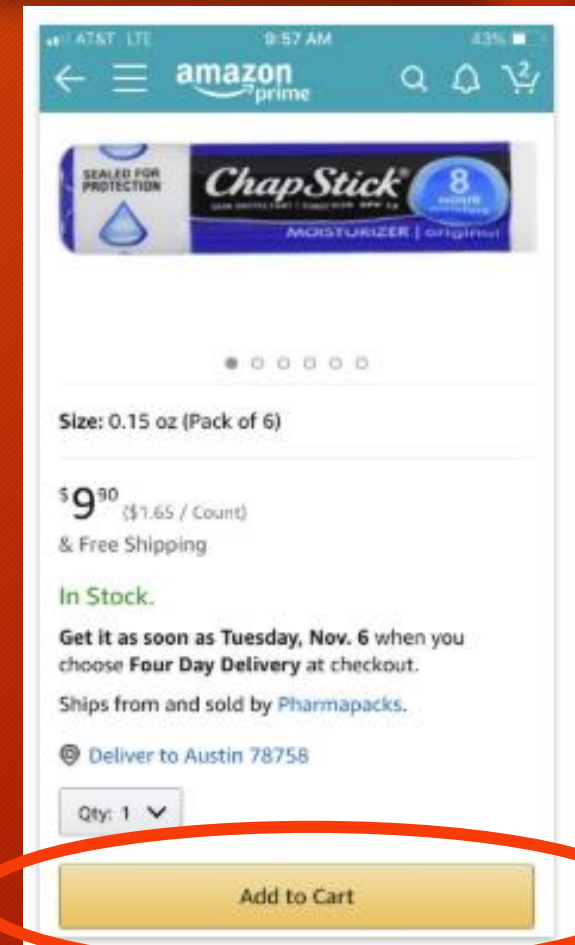 AT&T LTE 9:57 AM 43%
amazon prime 2
SEALED FOR PROTECTION
ChapStick
8 HOUR moisture
MOISTURIZER | original
Size: 0.15 oz (Pack of 6)
$9.90 ($1.65 / Count)
& Free Shipping
In Stock.
Get it as soon as Tuesday, Nov. 6 when you
choose Four Day Delivery at checkout.
Ships from and sold by Pharmapacks.
Deliver to Austin 78758
Qty: 1
Add to Cart